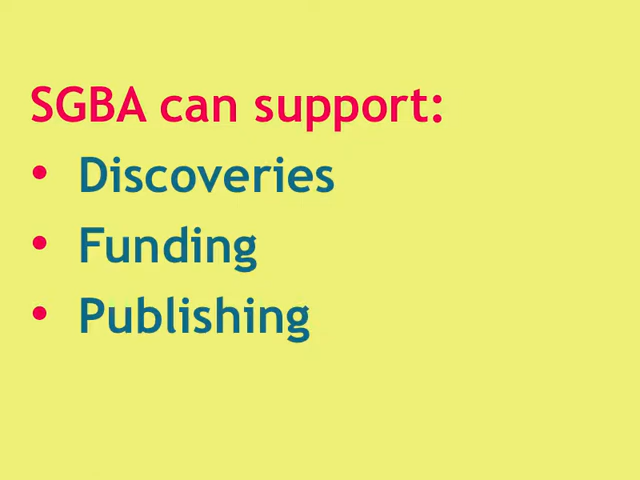 SGBA can support:
• Discoveries
• Funding
• Publishing